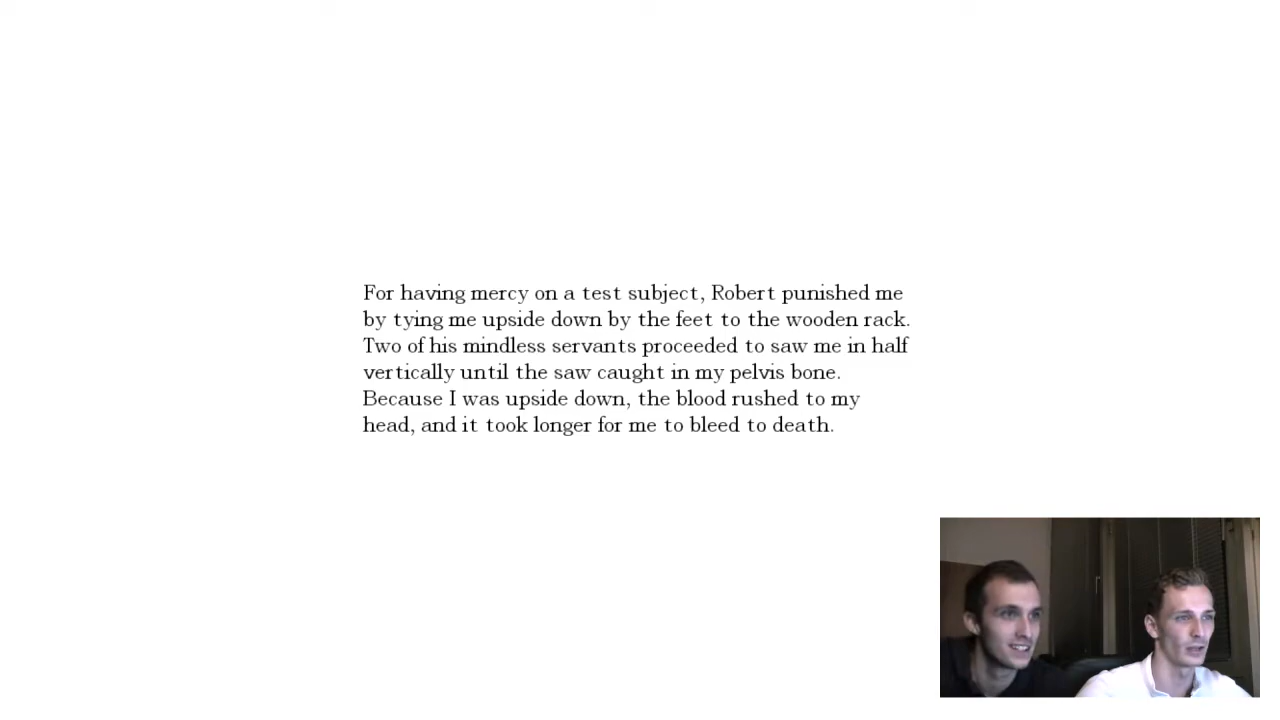 For having mercy on a test subject, Robert punished me
by tying me upside down by the feet to the wooden rack.
Two of his mindless servants proceeded to saw me in half
vertically until the saw caught in my pelvis bone.
Because I was upside down, the blood rushed to my
head, and it took longer for me to bleed to death.